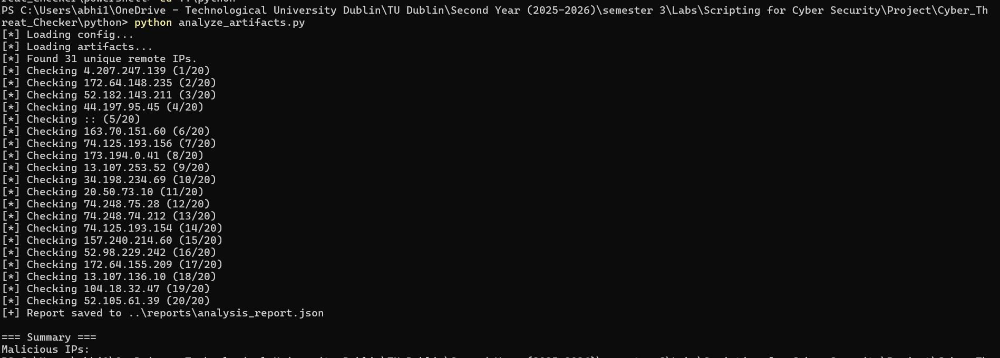 PS C:\Users\abhi1\OneDrive - Technological University Dublin\TU Dublin\Second Year (2025-2026)\semester 3\Labs\Scripting for Cyber Security\Project\Cyber_Th
reat_Checker\python> python analyze_artifacts.py
[*] Loading config...
[*] Loading artifacts...
[*] Found 31 unique remote IPs.
[*] Checking 4.207.247.139 (1/20)
[*] Checking 172.64.148.235 (2/20)
[*] Checking 52.182.143.211 (3/20)
[*] Checking 44.197.95.45 (4/20)
[*] Checking :: (5/20)
[*] Checking 163.70.151.60 (6/20)
[*] Checking 74.125.193.156 (7/20)
[*] Checking 173.194.0.41 (8/20)
[*] Checking 13.107.253.52 (9/20)
[*] Checking 34.198.234.69 (10/20)
[*] Checking 20.50.73.10 (11/20)
[*] Checking 74.248.75.28 (12/20)
[*] Checking 74.248.74.212 (13/20)
[*] Checking 74.125.193.154 (14/20)
[*] Checking 157.240.214.60 (15/20)
[*] Checking 52.98.229.242 (16/20)
[*] Checking 172.64.155.209 (17/20)
[*] Checking 13.107.136.10 (18/20)
[*] Checking 104.18.32.47 (19/20)
[*] Checking 52.105.61.39 (20/20)
[+] Report saved to ..\reports\analysis_report.json
=== Summary ===
Malicious IPs: